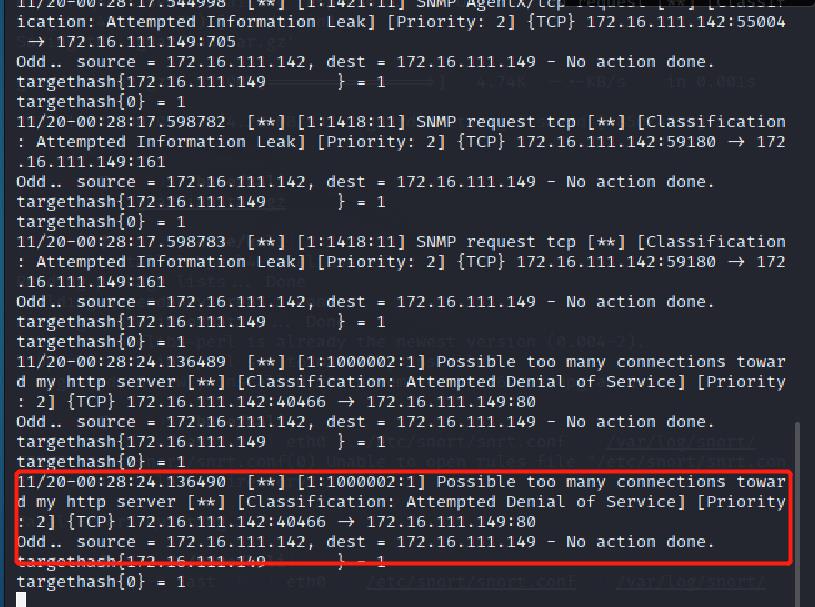 11/20-00:28:17.544998  [**] [1:1421:11] SNMP AgentX/tcp request [**] [Classif
ication: Attempted Information Leak] [Priority: 2] {TCP} 172.16.111.142:55004
 → 172.16.111.149:705
Odd.. source = 172.16.111.142, dest = 172.16.111.149 - No action done.
targethash{172.16.111.149       } = 1
targethash{0} = 1
11/20-00:28:17.598782  [**] [1:1418:11] SNMP request tcp [**] [Classification
: Attempted Information Leak] [Priority: 2] {TCP} 172.16.111.142:59180 → 172
.16.111.149:161
Odd.. source = 172.16.111.142, dest = 172.16.111.149 - No action done.
targethash{172.16.111.149       } = 1
targethash{0} = 1
11/20-00:28:17.598783  [**] [1:1418:11] SNMP request tcp [**] [Classification
: Attempted Information Leak] [Priority: 2] {TCP} 172.16.111.142:59180 → 172
.16.111.149:161
Odd.. source = 172.16.111.142, dest = 172.16.111.149 - No action done.
targethash{172.16.111.149       } = 1
targethash{0} = 1
11/20-00:28:24.136489  [**] [1:1000002:1] Possible too many connections towar
d my http server [**] [Classification: Attempted Denial of Service] [Priority
: 2] {TCP} 172.16.111.142:40466 → 172.16.111.149:80
Odd.. source = 172.16.111.142, dest = 172.16.111.149 - No action done.
targethash{172.16.111.149       } = 1
targethash{0} = 1
11/20-00:28:24.136490  [**] [1:1000002:1] Possible too many connections towar
d my http server [**] [Classification: Attempted Denial of Service] [Priority
: 2] {TCP} 172.16.111.142:40466 → 172.16.111.149:80
Odd.. source = 172.16.111.142, dest = 172.16.111.149 - No action done.
targethash{172.16.111.149       } = 1
targethash{0} = 1